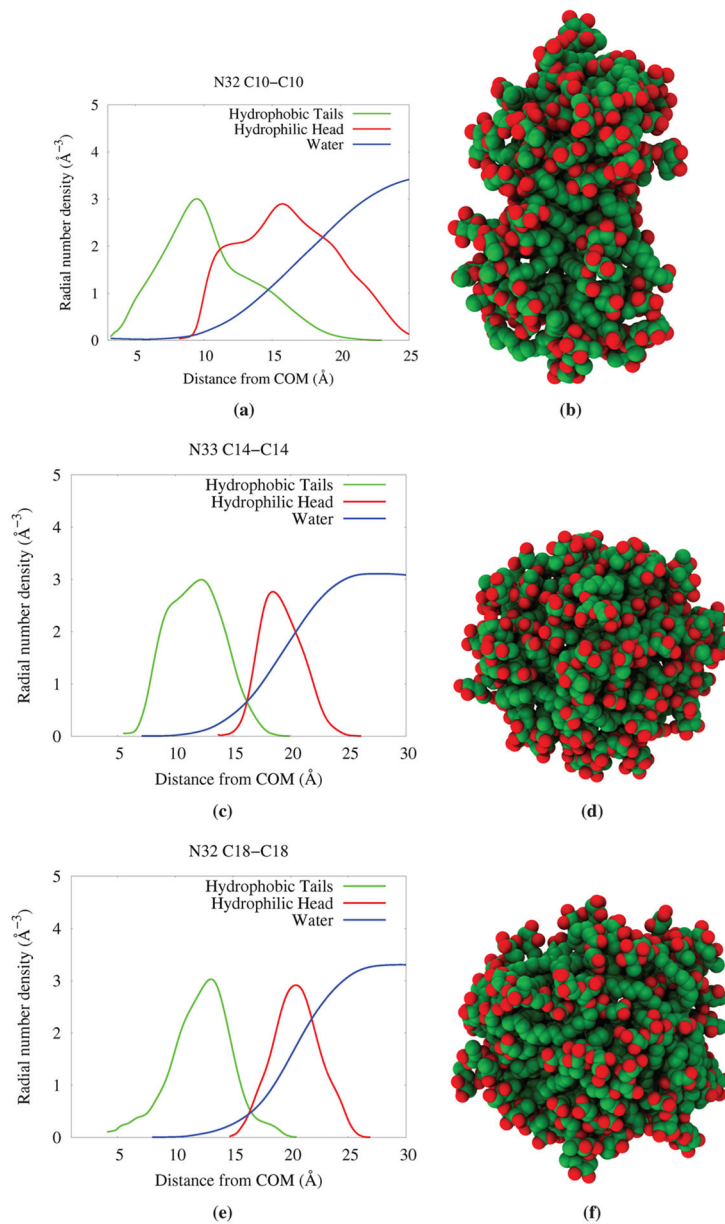 N32 C10−C10
Hydrophobic Tails
Hydrophilic Head
Water
Radial number density (Å⁻³)
5
4
3
2
1
0
5 10 15 20 25
Distance from COM (Å)
(a) (b)
N33 C14−C14
Hydrophobic Tails
Hydrophilic Head
Water
Radial number density (Å⁻³)
5
4
3
2
1
0
5 10 15 20 25 30
Distance from COM (Å)
(c) (d)
N32 C18−C18
Hydrophobic Tails
Hydrophilic Head
Water
Radial number density (Å⁻³)
5
4
3
2
1
0
5 10 15 20 25 30
Distance from COM (Å)
(e) (f)